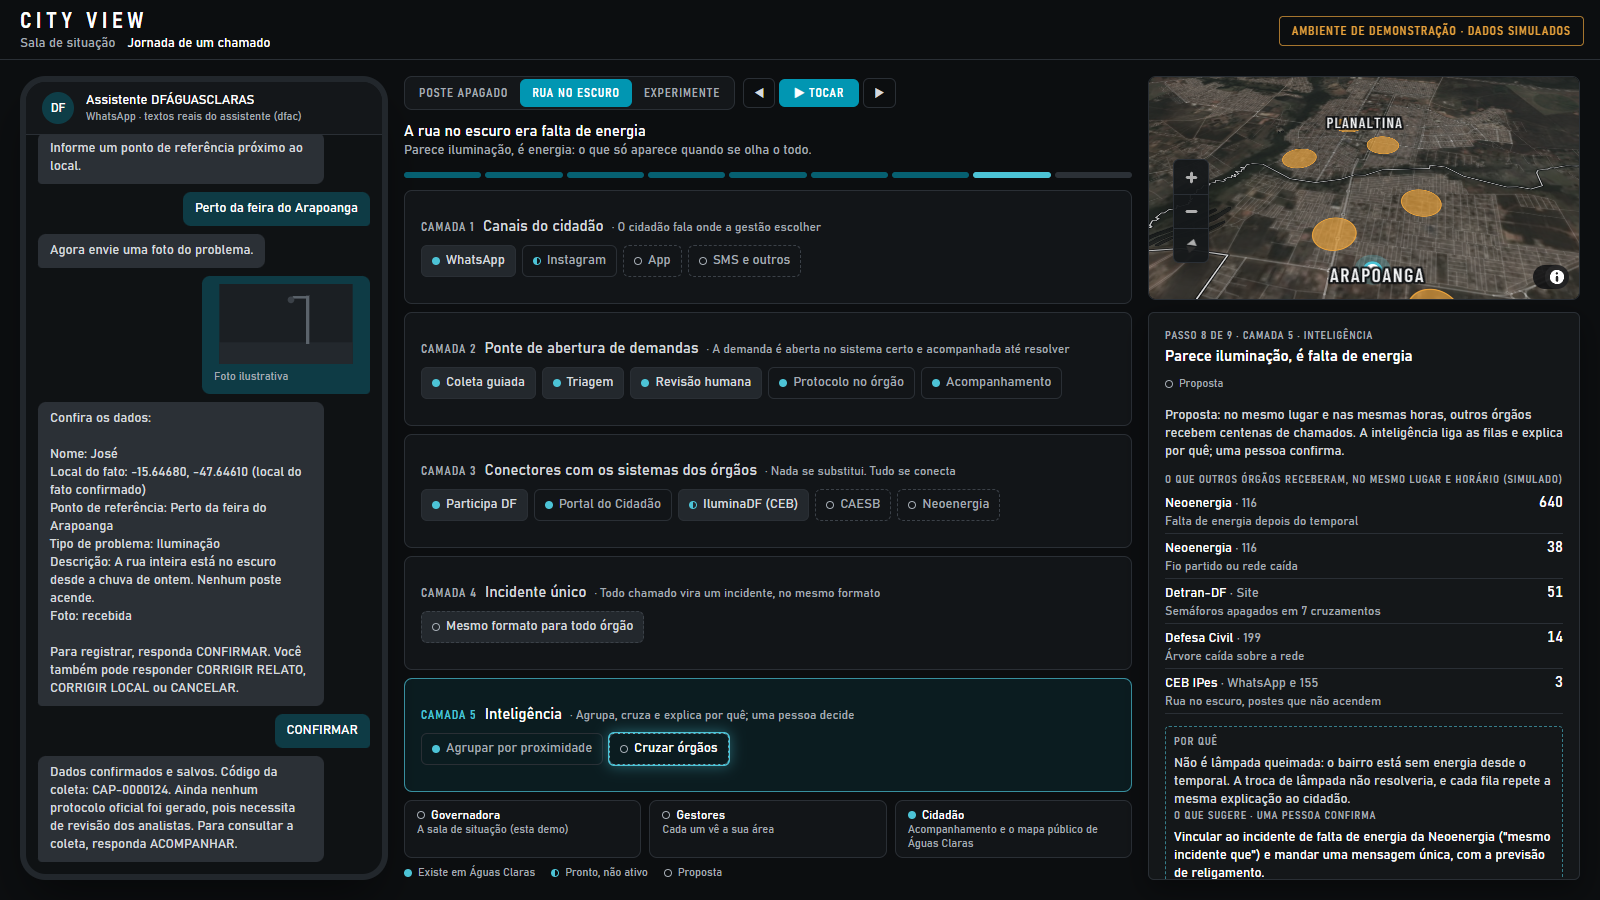 CITY VIEW
Sala de situação Jornada de um chamado
AMBIENTE DE DEMONSTRAÇÃO · DADOS SIMULADOS
DF
Assistente DFÁGUASCLARAS
WhatsApp · textos reais do assistente (dfac)
Informe um ponto de referência próximo ao
local.
Perto da feira do Arapoanga
Agora envie uma foto do problema.
Foto ilustrativa
Confira os dados:
Nome: José
Local do fato: -15.64680, -47.64610 (local do
fato confirmado)
Ponto de referência: Perto da feira do
Arapoanga
Tipo de problema: Iluminação
Descrição: A rua inteira está no escuro
desde a chuva de ontem. Nenhum poste
acende.
Foto: recebida
Para registrar, responda CONFIRMAR. Você
também pode responder CORRIGIR RELATO,
CORRIGIR LOCAL ou CANCELAR.
CONFIRMAR
Dados confirmados e salvos. Código da
coleta: CAP-0000124. Ainda nenhum
protocolo oficial foi gerado, pois necessita
de revisão dos analistas. Para consultar a
coleta, responda ACOMPANHAR.
POSTE APAGADO RUA NO ESCURO EXPERIMENTE
◀ ▶ TOCAR ▶
A rua no escuro era falta de energia
Parece iluminação, é energia: o que só aparece quando se olha o todo.
CAMADA 1 Canais do cidadão · O cidadão fala onde a gestão escolher
WhatsApp Instagram App SMS e outros
CAMADA 2 Ponte de abertura de demandas · A demanda é aberta no sistema certo e acompanhada até resolver
Coleta guiada Triagem Revisão humana Protocolo no órgão Acompanhamento
CAMADA 3 Conectores com os sistemas dos órgãos · Nada se substitui. Tudo se conecta
Participa DF Portal do Cidadão IluminaDF (CEB) CAESB Neoenergia
CAMADA 4 Incidente único · Todo chamado vira um incidente, no mesmo formato
Mesmo formato para todo órgão
CAMADA 5 Inteligência · Agrupa, cruza e explica por quê; uma pessoa decide
Agrupar por proximidade Cruzar órgãos
Governadora
A sala de situação (esta demo)
Gestores
Cada um vê a sua área
Cidadão
Acompanhamento e o mapa público de
Águas Claras
Existe em Águas Claras Pronto, não ativo Proposta
PLANALTINA
ARAPOANGA
PASSO 8 DE 9 · CAMADA 5 · INTELIGÊNCIA
Parece iluminação, é falta de energia
Proposta
Proposta: no mesmo lugar e nas mesmas horas, outros órgãos
recebem centenas de chamados. A inteligência liga as filas e explica
por quê; uma pessoa confirma.
O QUE OUTROS ÓRGÃOS RECEBERAM, NO MESMO LUGAR E HORÁRIO (SIMULADO)
Neoenergia · 116 640
Falta de energia depois do temporal
Neoenergia · 116 38
Fio partido ou rede caída
Detran-DF · Site 51
Semáforos apagados em 7 cruzamentos
Defesa Civil · 199 14
Árvore caída sobre a rede
CEB IPes · WhatsApp e 155 3
Rua no escuro, postes que não acendem
POR QUÊ
Não é lâmpada queimada: o bairro está sem energia desde o
temporal. A troca de lâmpada não resolveria, e cada fila repete a
mesma explicação ao cidadão.
O QUE SUGERE · UMA PESSOA CONFIRMA
Vincular ao incidente de falta de energia da Neoenergia ("mesmo
incidente que") e mandar uma mensagem única, com a previsão
de religamento.